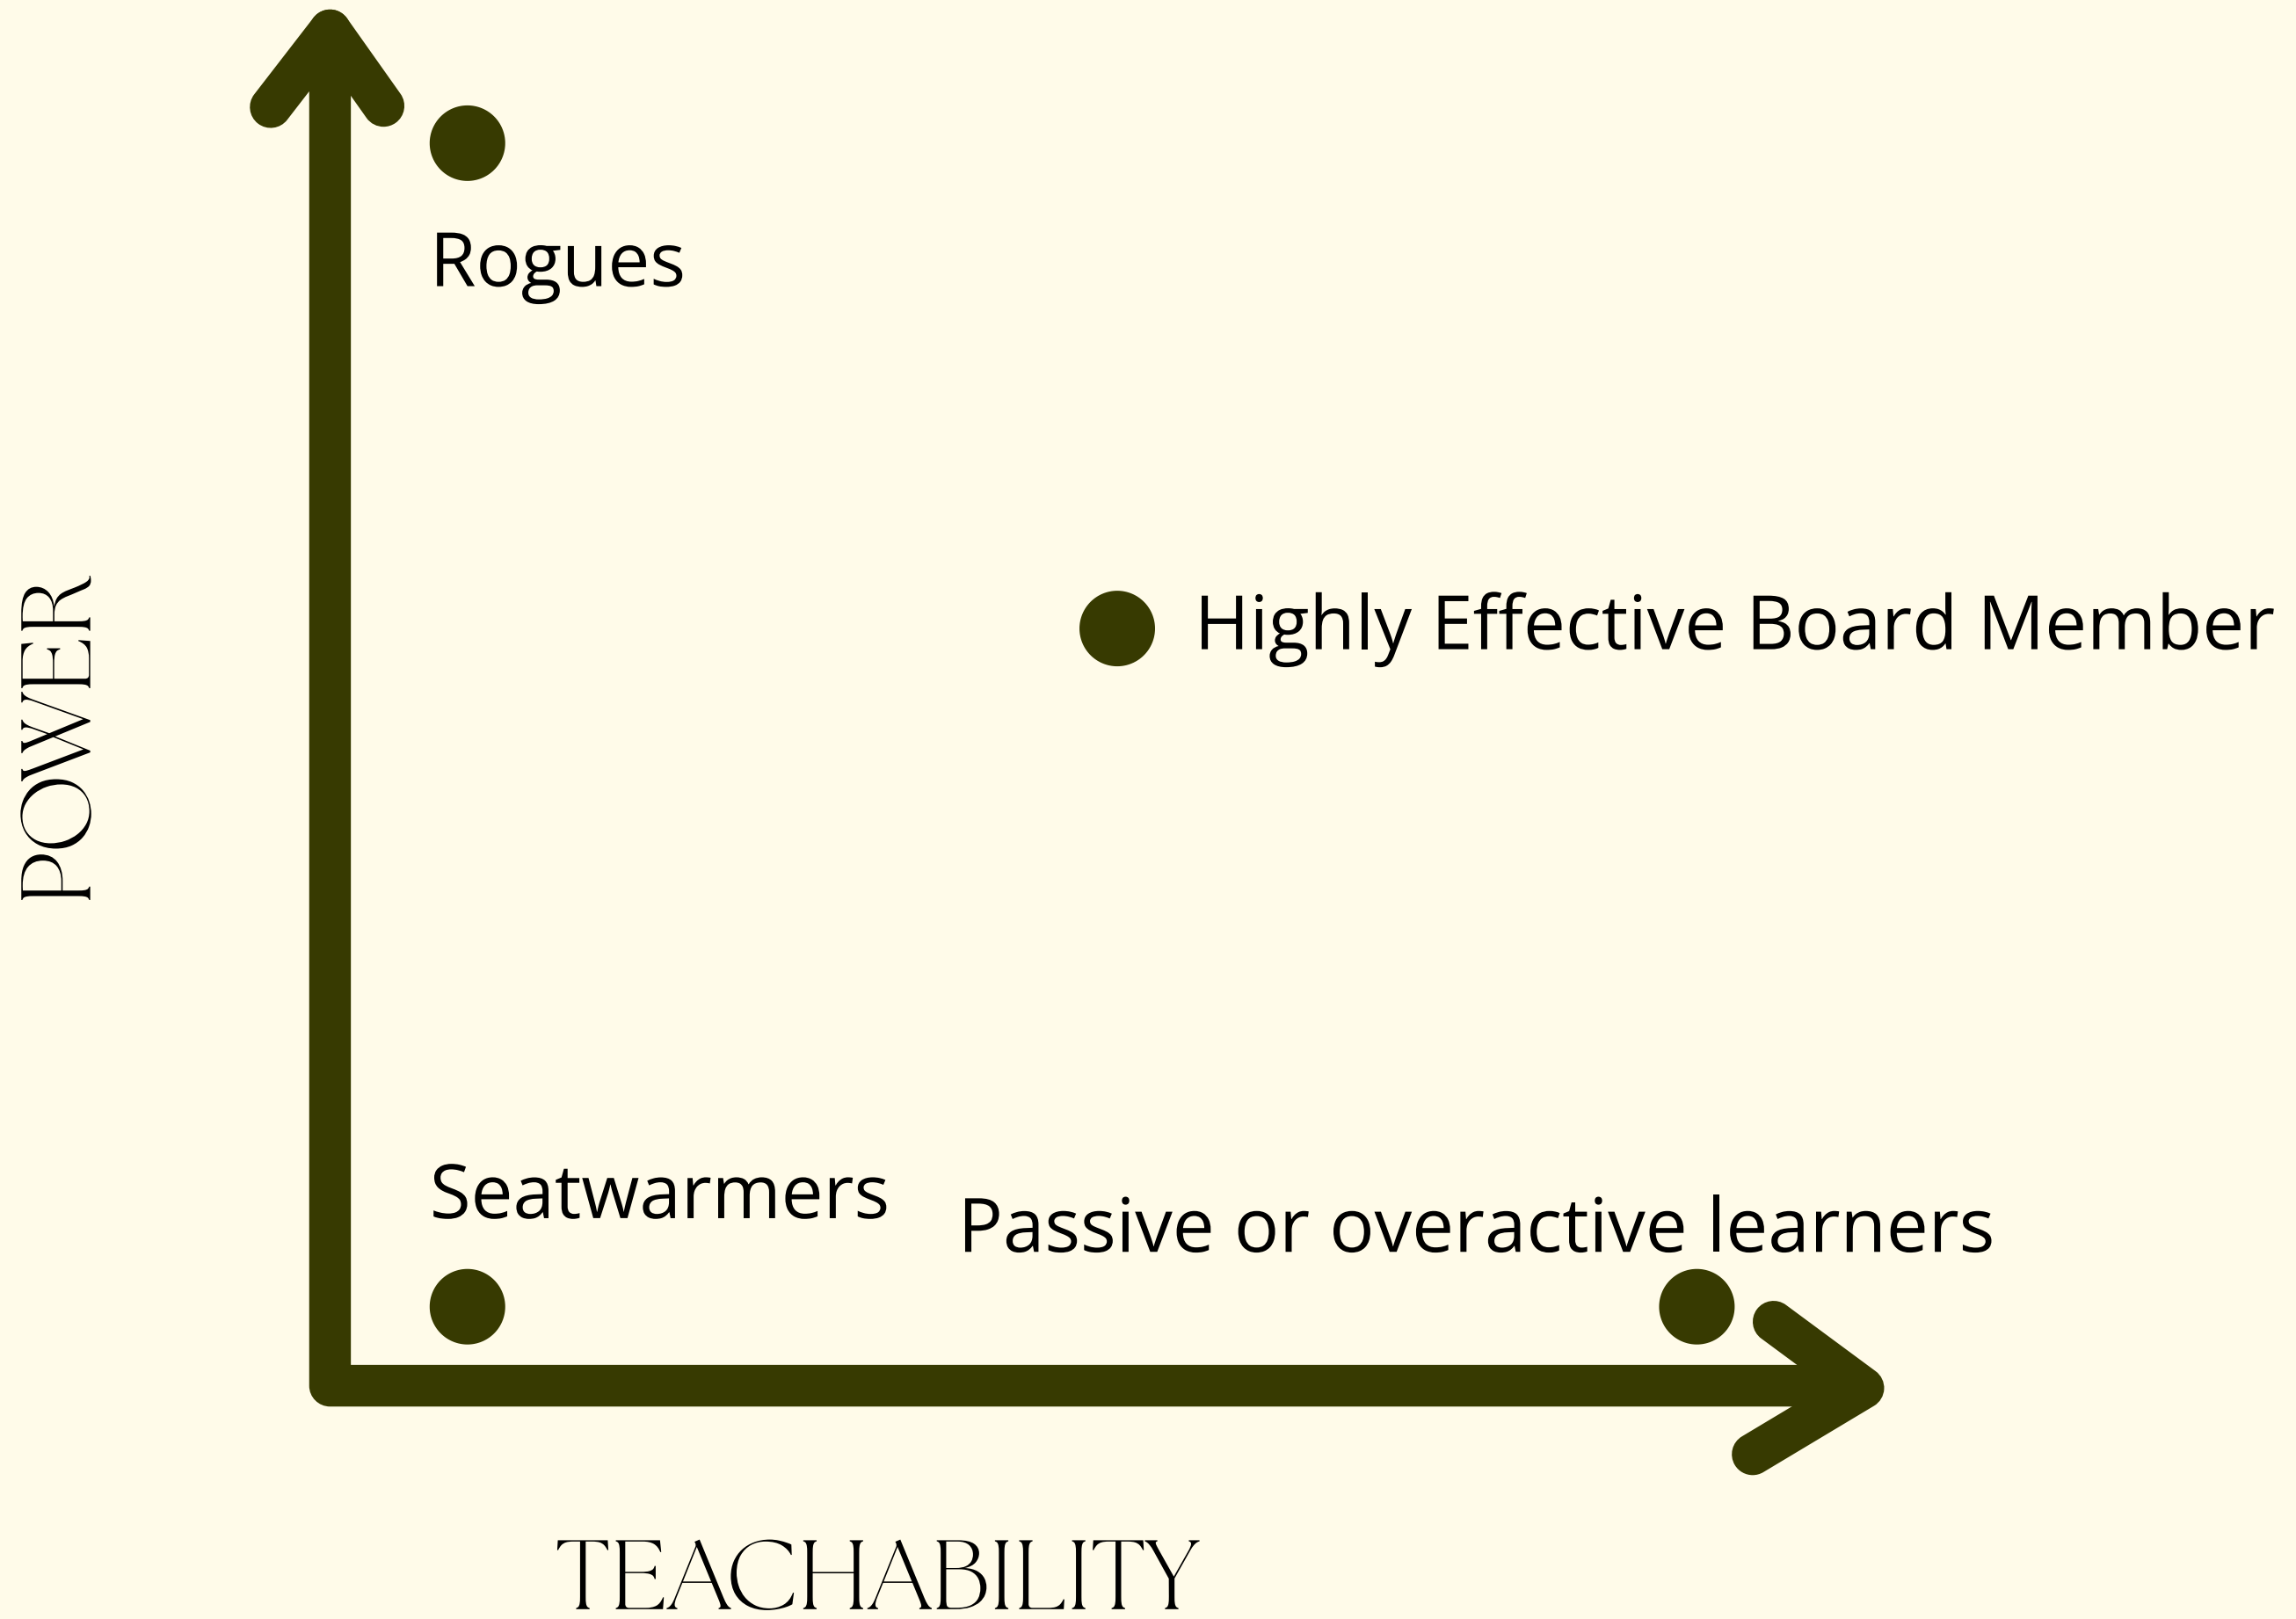 Rogues
POWER
Highly Effective Board Member
Seatwarmers
Passive or overactive learners
TEACHABILITY